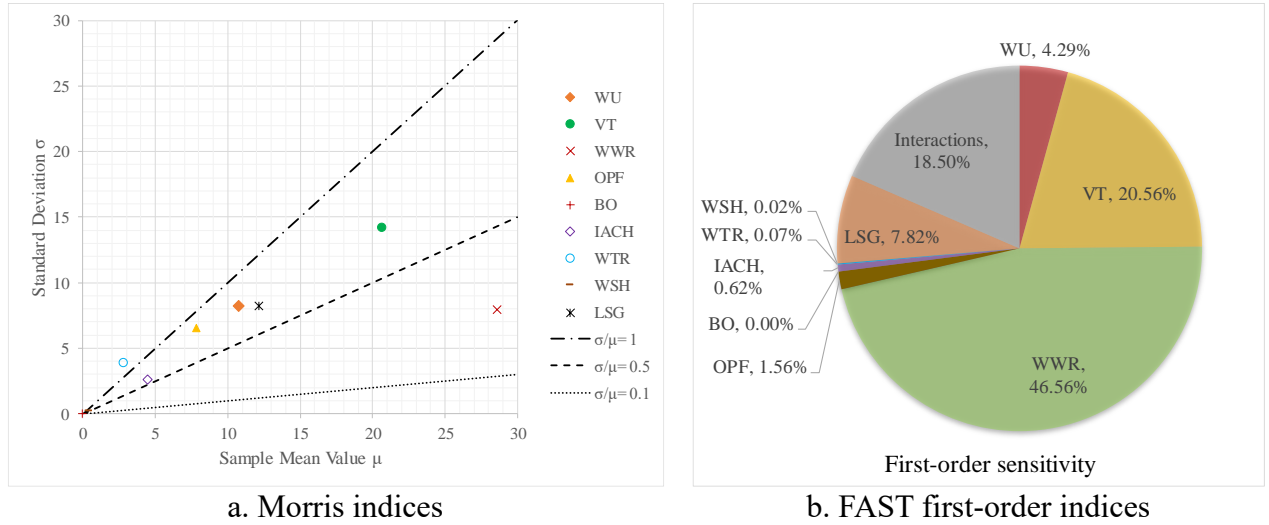 30
25
20
15
10
5
0
0
5
10
15
20
25
30
Standard Deviation σ
Sample Mean Value μ
WU
VT
WWR
OPF
BO
IACH
WTR
WSH
LSG
σ/μ= 1
σ/μ= 0.5
σ/μ= 0.1
a. Morris indices
WU, 4.29%
Interactions,
18.50%
VT, 20.56%
WSH, 0.02%
LSG, 7.82%
WTR, 0.07%
IACH,
0.62%
BO, 0.00%
OPF, 1.56%
WWR,
46.56%
First-order sensitivity
b. FAST first-order indices